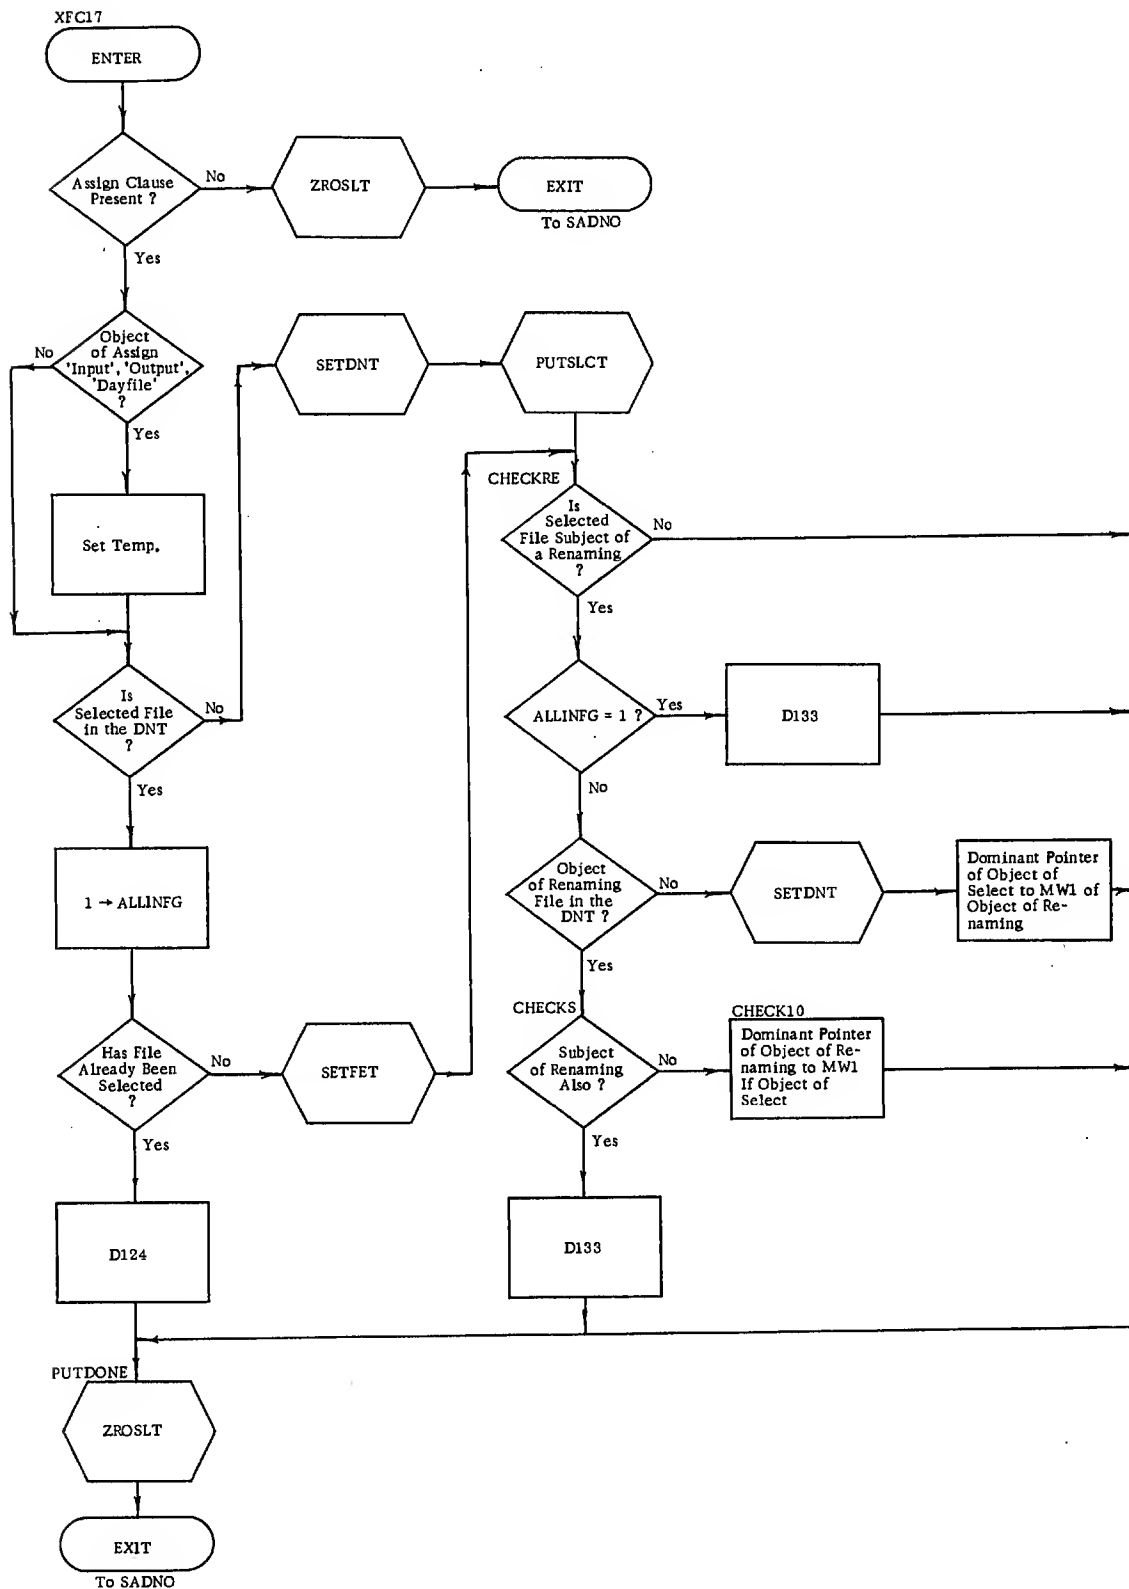 XFC17
ENTER
Assign Clause
Present ?
No
ZROSLT
EXIT
To SADNO
Yes
Object
of Assign
'Input', 'Output',
'Dayfile'
?
No
Yes
Set Temp.
Is
Selected File
in the DNT
?
No
SETDNT
PUTSLCT
Yes
1 → ALLINFG
Has File
Already Been
Selected
?
No
SETFET
Yes
D124
CHECKRE
Is
Selected
File Subject of
a Renaming
?
No
Yes
ALLINFG = 1 ?
Yes
D133
No
Object
of Renaming
File in the
DNT ?
No
SETDNT
Dominant Pointer
of Object of
Select to MW1 of
Object of Re-
naming
Yes
CHECKS
Subject
of Renaming
Also ?
No
CHECK10
Dominant Pointer
of Object of Re-
naming to MW1
If Object of
Select
Yes
D133
PUTDONE
ZROSLT
EXIT
To SADNO